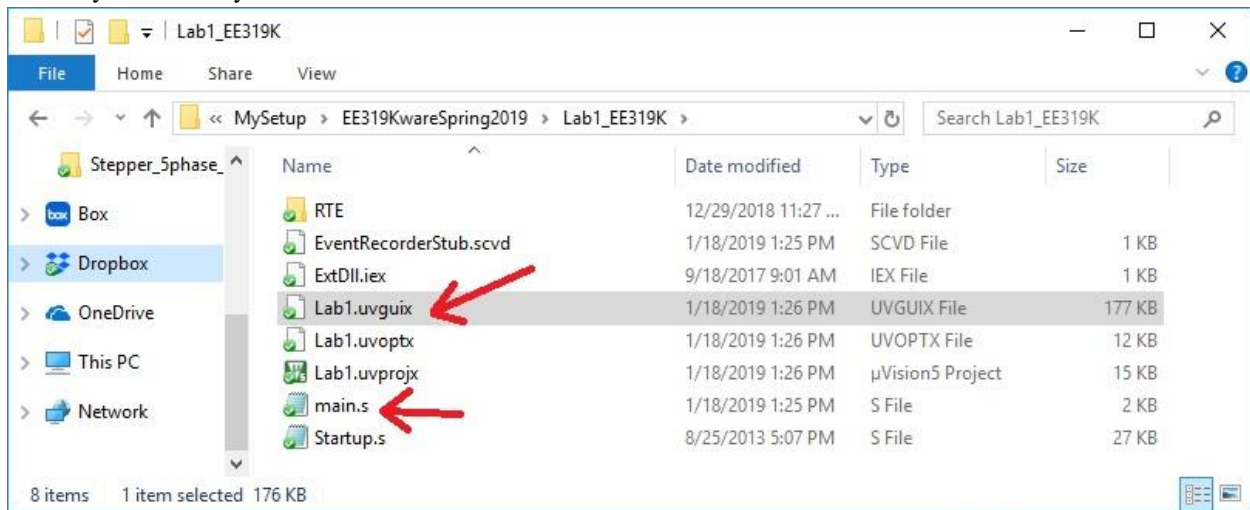 Lab1_EE319K
File Home Share View
« MySetup › EE319KwareSpring2019 › Lab1_EE319K › Search Lab1_EE319K
Name Date modified Type Size
Stepper_5phase_
Box
Dropbox
OneDrive
This PC
Network
RTE 12/29/2018 11:27 ... File folder
EventRecorderStub.scvd 1/18/2019 1:25 PM SCVD File 1 KB
ExtDll.iex 9/18/2017 9:01 AM IEX File 1 KB
Lab1.uvguix 1/18/2019 1:26 PM UVGUIX File 177 KB
Lab1.uvoptx 1/18/2019 1:26 PM UVOPTX File 12 KB
Lab1.uvprojx 1/18/2019 1:26 PM µVision5 Project 15 KB
main.s 1/18/2019 1:25 PM S File 2 KB
Startup.s 8/25/2013 5:07 PM S File 27 KB
8 items 1 item selected 176 KB